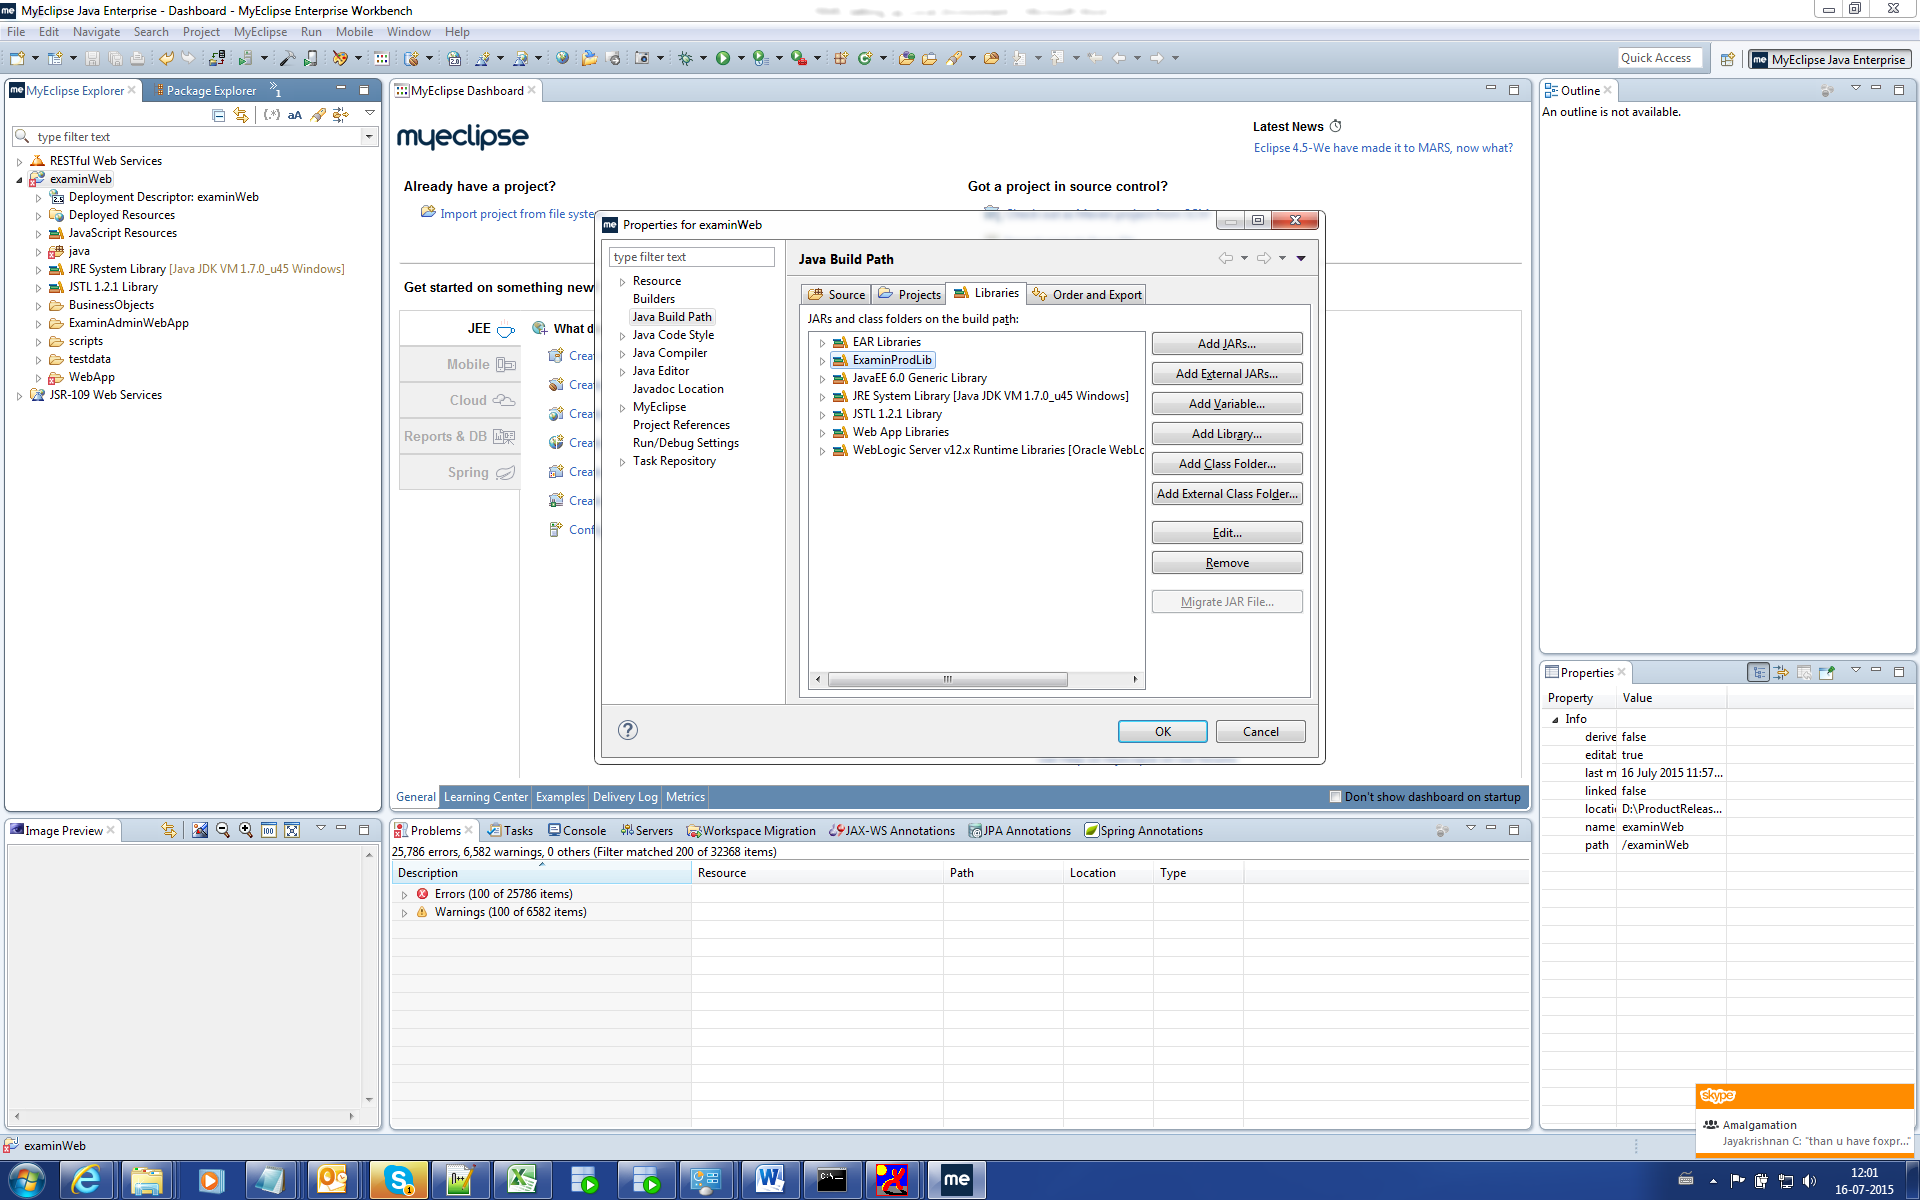 MyEclipse Java Enterprise - Dashboard - MyEclipse Enterprise Workbench
File Edit Navigate Search Project MyEclipse Run Mobile Window Help
Quick Access
MyEclipse Java Enterprise
MyEclipse Explorer
Package Explorer
type filter text
RESTful Web Services
examinWeb
Deployment Descriptor: examinWeb
Deployed Resources
JavaScript Resources
java
JRE System Library [Java JDK VM 1.7.0_u45 Windows]
JSTL 1.2.1 Library
BusinessObjects
ExaminAdminWebApp
scripts
testdata
WebApp
JSR-109 Web Services
MyEclipse Dashboard
myeclipse
Latest News
Eclipse 4.5-We have made it to MARS, now what?
Already have a project?
Got a project in source control?
Import project from file syste
Get started on something new
JEE
Mobile
Cloud
Reports & DB
Spring
What d
Crea
Crea
Crea
Crea
Crea
Crea
Conf
Properties for examinWeb
type filter text
Resource
Builders
Java Build Path
Java Code Style
Java Compiler
Java Editor
Javadoc Location
MyEclipse
Project References
Run/Debug Settings
Task Repository
Java Build Path
Source Projects Libraries Order and Export
JARs and class folders on the build path:
EAR Libraries
ExaminProdLib
JavaEE 6.0 Generic Library
JRE System Library [Java JDK VM 1.7.0_u45 Windows]
JSTL 1.2.1 Library
Web App Libraries
WebLogic Server v12.x Runtime Libraries [Oracle WebLo
Add JARs...
Add External JARs...
Add Variable...
Add Library...
Add Class Folder...
Add External Class Folder...
Edit...
Remove
Migrate JAR File...
OK
Cancel
General Learning Center Examples Delivery Log Metrics
Don't show dashboard on startup
Outline
An outline is not available.
Properties
Property Value
Info
derive false
editab true
last m 16 July 2015 11:57...
linked false
locatio D:\ProductReleas...
name examinWeb
path /examinWeb
Image Preview
Problems Tasks Console Servers Workspace Migration JAX-WS Annotations JPA Annotations Spring Annotations
25,786 errors, 6,582 warnings, 0 others (Filter matched 200 of 32368 items)
Description Resource Path Location Type
Errors (100 of 25786 items)
Warnings (100 of 6582 items)
skype
Amalgamation
Jayakrishnan C: "than u have foxpr..."
examinWeb
me
12:01
16-07-2015